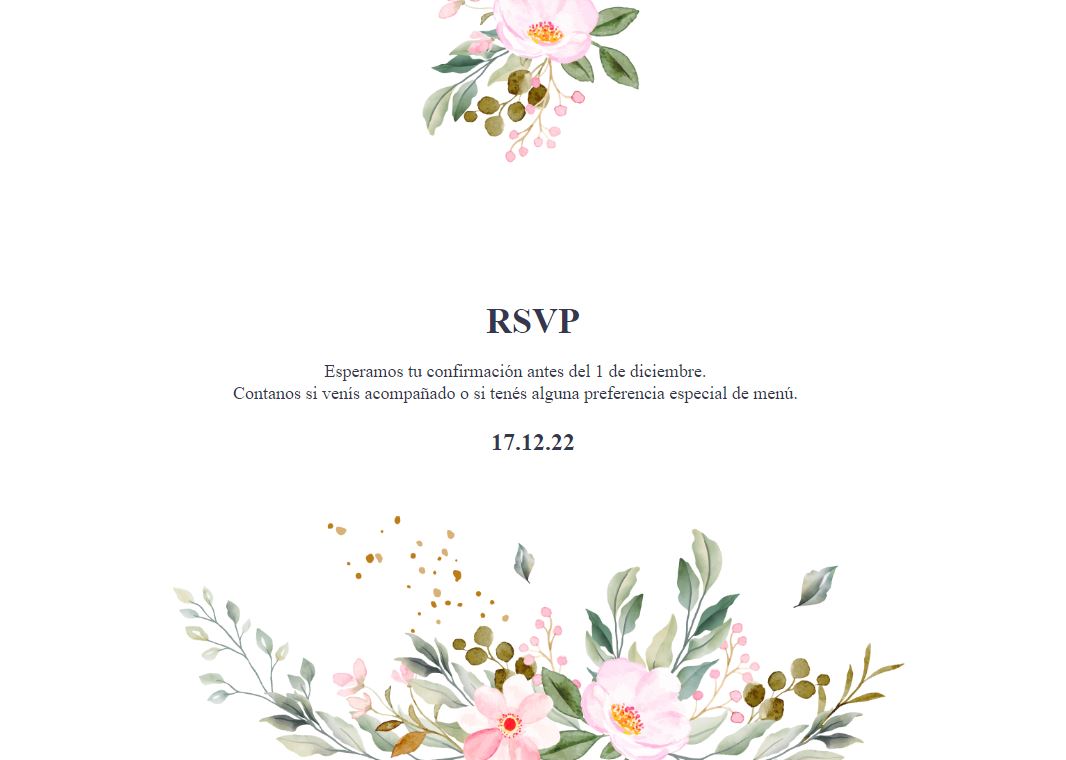 RSVP
Esperamos tu confirmación antes del 1 de diciembre.
Contanos si venís acompañado o si tenés alguna preferencia especial de menú.
17.12.22